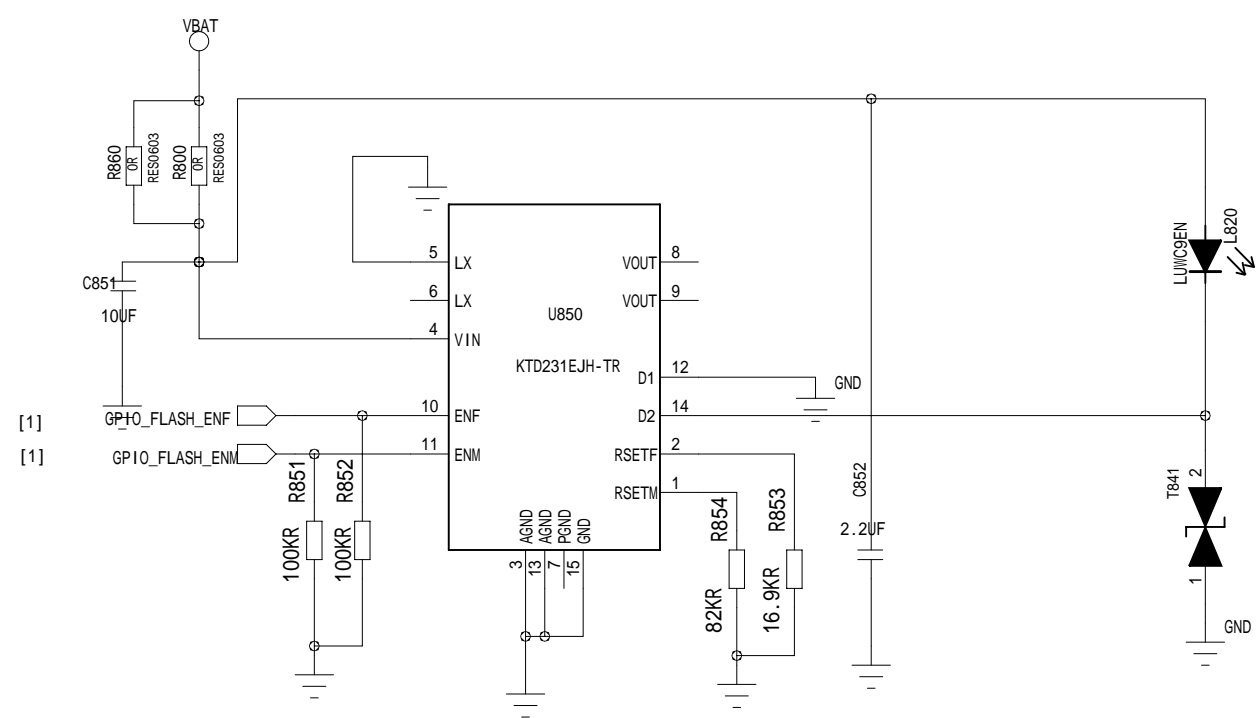 VBAT
R860
0R
RES0603
R800
0R
RES0603
C851
10UF
5
LX
6
LX
4
VIN
U850
KTD231EJH-TR
VOUT
8
VOUT
9
D1
12
GND
D2
14
RSETF
2
RSETM
1
[1]
GPIO_FLASH_ENF
10
ENF
[1]
GPIO_FLASH_ENM
11
ENM
R851
100KR
R852
100KR
AGND
AGND
PGND
GND
3
13
7
15
R854
82KR
R853
16.9KR
C852
2.2UF
LUWC9EN
L820
T841
2
1
GND